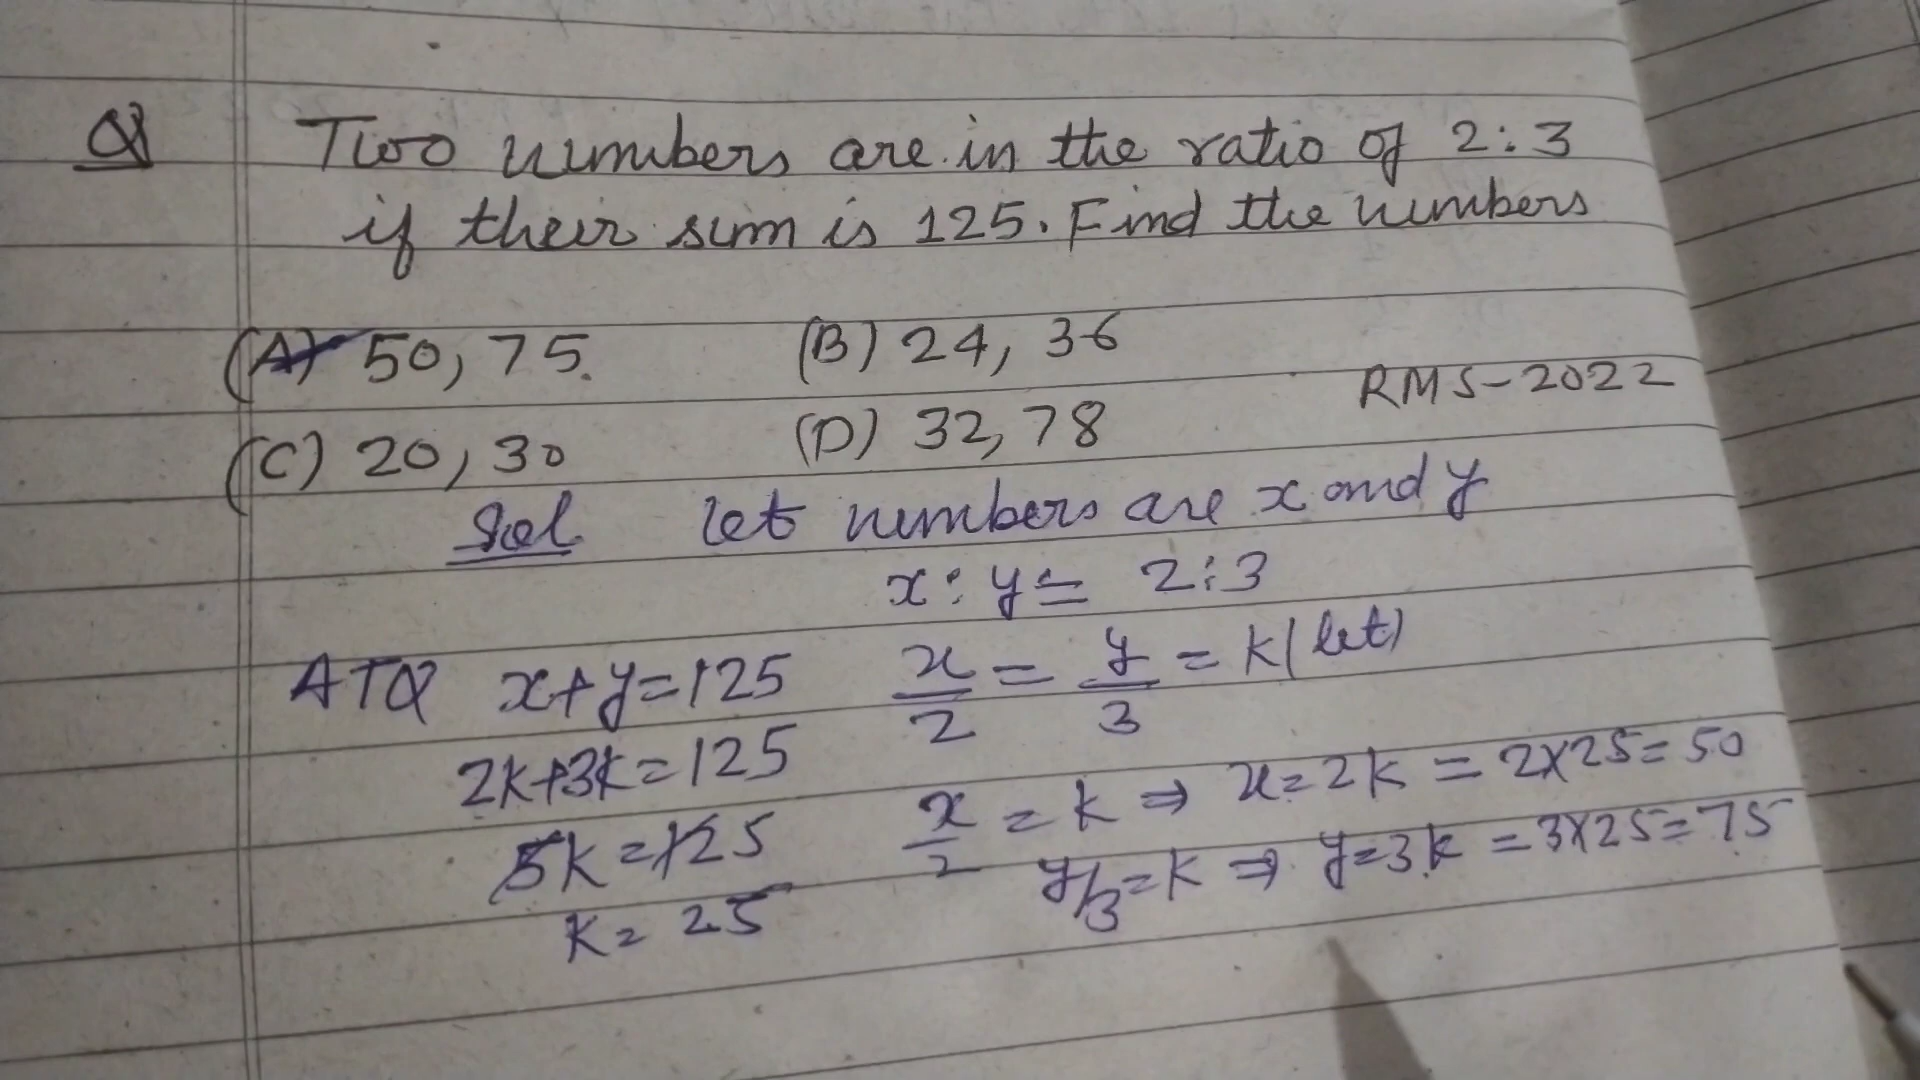 Q Two numbers are in the ratio of 2:3
if their sum is 125. Find the numbers
(A) 50, 75.
(B) 24, 36
(C) 20, 30
(D) 32, 78
RMS-2022
Sol let numbers are x and y
x : y = 2:3
x/2 = y/3 = K (let)
ATQ x+y=125
2K+3K=125
5K=125
K= 25
x/2 = K ⇒ x=2K = 2×25=50
y/3=K ⇒ y=3K = 3×25=75